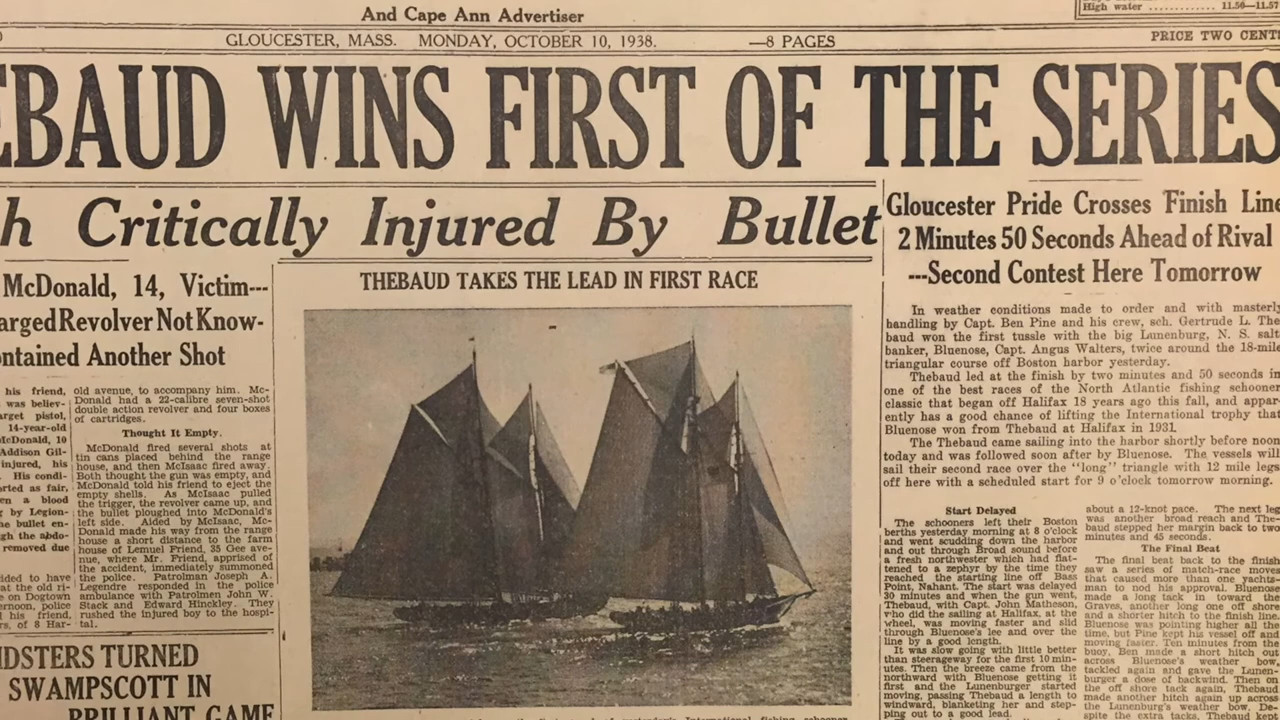 And Cape Ann Advertiser
High water ............ 11.50—11.57
GLOUCESTER, MASS. MONDAY, OCTOBER 10, 1938. —8 PAGES
PRICE TWO CENTS
EBAUD WINS FIRST OF THE SERIES
h Critically Injured By Bullet
McDonald, 14, Victim---
arged Revolver Not Know-
ontained Another Shot
his friend,
was believ-
arget pistol,
14-year-old
McDonald, 10
Addison Gil-
injured, his
His condi-
orted as fair,
en a blood
g by Legion-
he bullet en-
gh the abdo-
removed due
ided to have
at the old ri-
e on Dogtown
ernoon, police
l his friend,
rs, of 8 Har-
old avenue, to accompany him. Mc-
Donald had a 22-calibre seven-shot
double action revolver and four boxes
of cartridges.
Thought It Empty.
McDonald fired several shots at
tin cans placed behind the range
house, and then McIsaac fired away.
Both thought the gun was empty, and
McDonald told his friend to eject the
empty shells. As McIsaac pulled
the trigger, the revolver came up, and
the bullet ploughed into McDonald's
left side. Aided by McIsaac, Mc-
Donald made his way from the range
house a short distance to the farm
house of Lemuel Friend, 35 Gee ave-
nue, where Mr. Friend, apprised of
the accident, immediately summoned
the police. Patrolman Joseph A.
Legendre responded in the police
ambulance with Patrolmen John W.
Stack and Edward Hinckley. They
rushed the injured boy to the hospi-
tal.
IDSTERS TURNED
SWAMPSCOTT IN
BRILLIANT GAME
THEBAUD TAKES THE LEAD IN FIRST RACE
yesterday's International fishing schooner
Gloucester Pride Crosses Finish Line
2 Minutes 50 Seconds Ahead of Rival
---Second Contest Here Tomorrow
In weather conditions made to order and with masterly
handling by Capt. Ben Pine and his crew, sch. Gertrude L. The
baud won the first tussle with the big Lunenburg, N. S. salt
banker, Bluenose, Capt. Angus Walters, twice around the 18-mile
triangular course off Boston harbor yesterday.
Thebaud led at the finish by two minutes and 50 seconds in
one of the best races of the North Atlantic fishing schooner
classic that began off Halifax 18 years ago this fall, and appar-
ently has a good chance of lifting the International trophy that
Bluenose won from Thebaud at Halifax in 1931.
The Thebaud came sailing into the harbor shortly before noon
today and was followed soon after by Bluenose. The vessels will
sail their second race over the "long" triangle with 12 mile legs
off here with a scheduled start for 9 o'clock tomorrow morning.
Start Delayed
The schooners left their Boston
berths yesterday morning at 8 o'clock
and went scudding down the harbor
and out through Broad sound before
a fresh northwester which had flat-
tened to a zephyr by the time they
reached the starting line off Bass
Point, Nahant. The start was delayed
30 minutes and when the gun went,
Thebaud, with Capt. John Matheson,
who did the sailing at Halifax, at the
wheel, was moving faster and slid
through Bluenose's lee and over the
line by a good length.
It was slow going with little better
than steerageway for the first 10 min-
utes. Then the breeze came from the
northward with Bluenose getting it
first and the Lunenburger started
moving, passing Thebaud a length to
windward, blanketing her and step-
ping out to a good lead.
about a 12-knot pace. The next leg
was another broad reach and The-
baud stepped her margin back to two
minutes and 45 seconds.
The Final Beat
The final beat back to the finish
saw a series of match-race moves
that caused more than one yachts-
man to nod his approval. Bluenose
made a long tack in toward the
Graves, another long one off shore
and a shorter hitch to the finish line.
Bluenose was pointing higher all the
time, but Pine kept his vessel off and
moving faster. Ten minutes from the
buoy, Ben made a short hitch out
across Bluenose's weather bow,
tackled again and gave the Lunen-
burger a dose of backwind. Then on
the off shore tack again, Thebaud
made another hitch again up across
the Lunenburg's weather bow. De-
spite the extra tacks, Thebaud kept